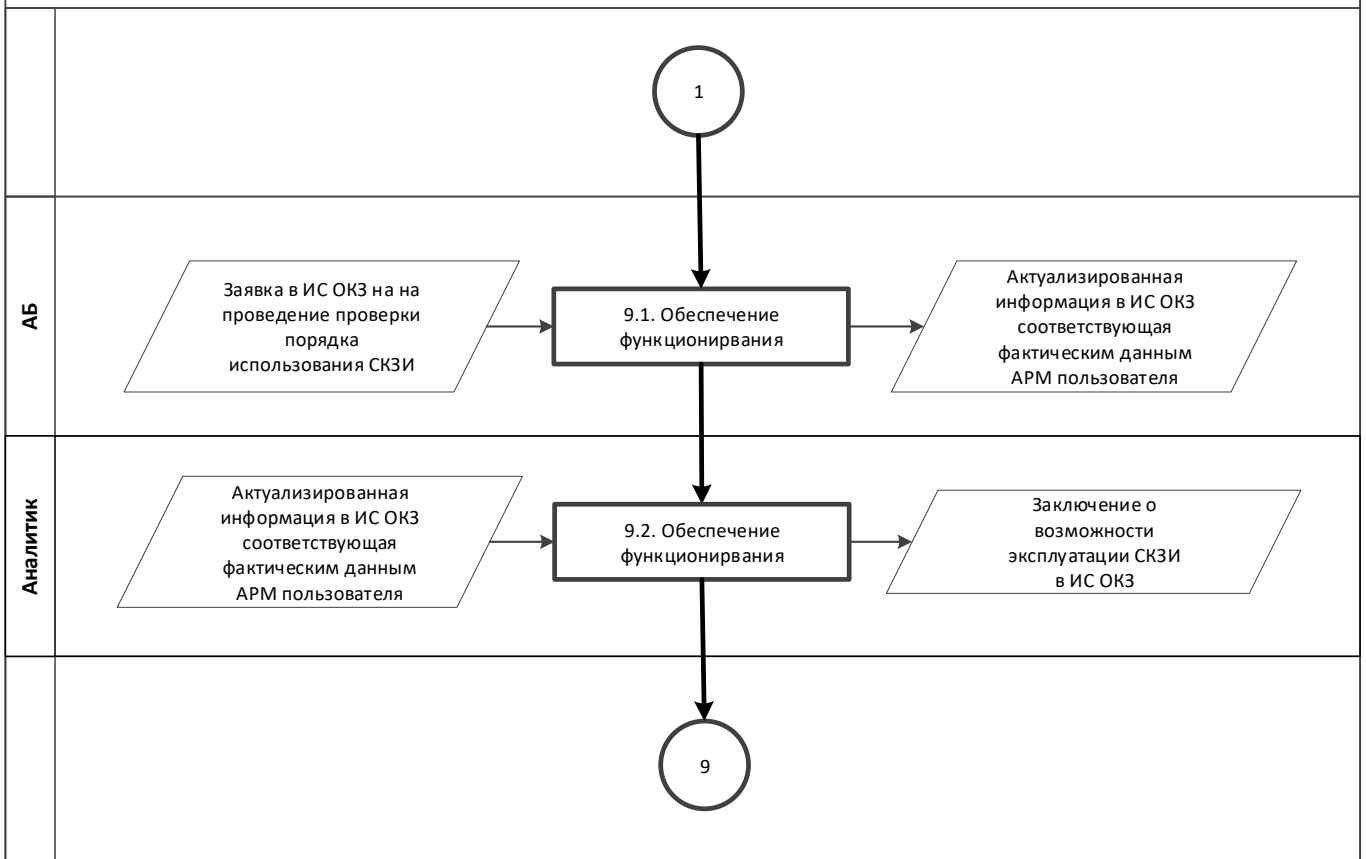 1
АБ
Заявка в ИС ОКЗ на на
проведение проверки
порядка
использования СКЗИ
9.1. Обеспечение
функционирвания
Актуализированная
информация в ИС ОКЗ
соответствующая
фактическим данным
АРМ пользователя
Аналитик
Актуализированная
информация в ИС ОКЗ
соответствующая
фактическим данным
АРМ пользователя
9.2. Обеспечение
функционирвания
Заключение о
возможности
эксплуатации СКЗИ
в ИС ОКЗ
9